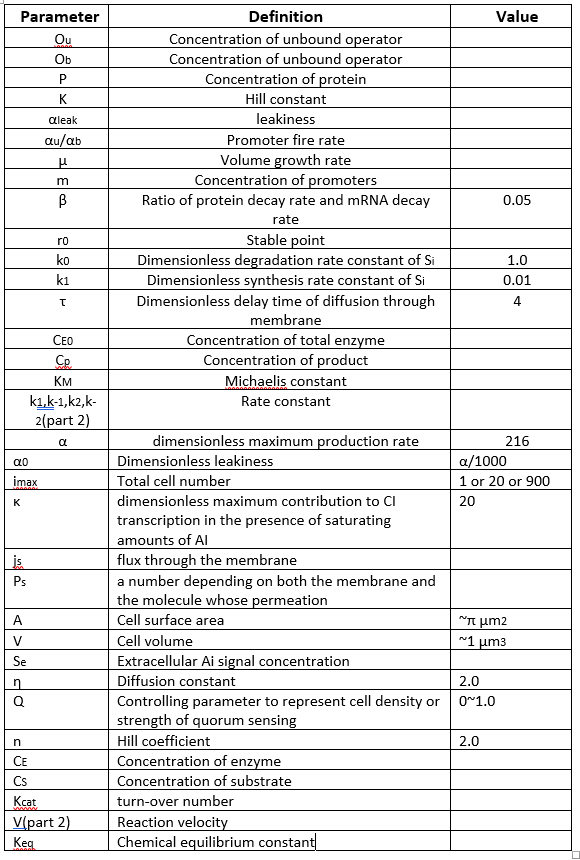 Parameter Definition Value
Ou Concentration of unbound operator
Ob Concentration of unbound operator
P Concentration of protein
K Hill constant
αleak leakiness
αu/αb Promoter fire rate
μ Volume growth rate
m Concentration of promoters
β Ratio of protein decay rate and mRNA decay 0.05
rate
r0 Stable point
k0 Dimensionless degradation rate constant of Si 1.0
k1 Dimensionless synthesis rate constant of Si 0.01
τ Dimensionless delay time of diffusion through 4
membrane
CE0 Concentration of total enzyme
Cp Concentration of product
KM Michaelis constant
k1,k-1,k2,k- Rate constant
2(part 2)
α dimensionless maximum production rate 216
α0 Dimensionless leakiness α/1000
imax Total cell number 1 or 20 or 900
κ dimensionless maximum contribution to CI 20
transcription in the presence of saturating
amounts of AI
js flux through the membrane
Ps a number depending on both the membrane and
the molecule whose permeation
A Cell surface area ~π μm2
V Cell volume ~1 μm3
Se Extracellular Ai signal concentration
η Diffusion constant 2.0
Q Controlling parameter to represent cell density or 0~1.0
strength of quorum sensing
n Hill coefficient 2.0
CE Concentration of enzyme
Cs Concentration of substrate
Kcat turn-over number
V(part 2) Reaction velocity
Keq Chemical equilibrium constant